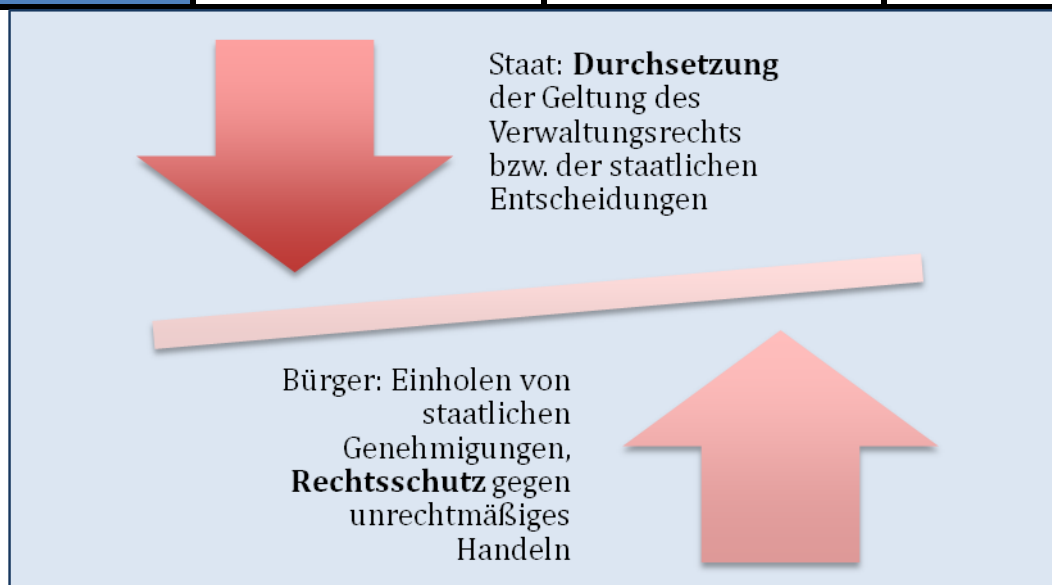 Staat: Durchsetzung
der Geltung des
Verwaltungsrechts
bzw. der staatlichen
Entscheidungen
Bürger: Einholen von
staatlichen
Genehmigungen,
Rechtsschutz gegen
unrechtmäßiges
Handeln